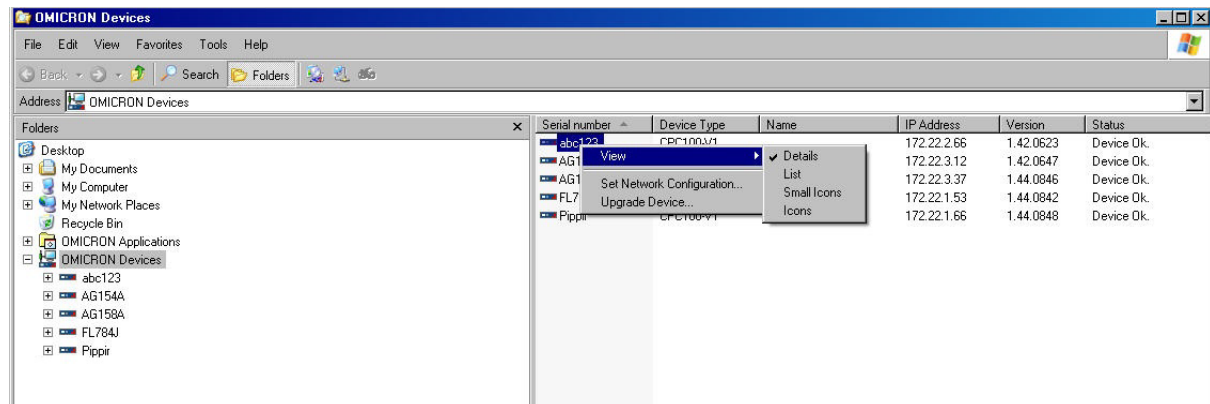 OMICRON Devices
File Edit View Favorites Tools Help
Back Search Folders
Address OMICRON Devices
Folders
Desktop
My Documents
My Computer
My Network Places
Recycle Bin
OMICRON Applications
OMICRON Devices
abc123
AG154A
AG158A
FL784J
Pippir
Serial number Device Type Name IP Address Version Status
abc123 CPC100-V1 172.22.2.66 1.42.0623 Device Ok.
AG1 172.22.3.12 1.42.0647 Device Ok.
AG1 172.22.3.37 1.44.0846 Device Ok.
FL7 172.22.1.53 1.44.0842 Device Ok.
Pippir CPC100-V1 172.22.1.66 1.44.0848 Device Ok.
View
Set Network Configuration...
Upgrade Device...
Details
List
Small Icons
Icons